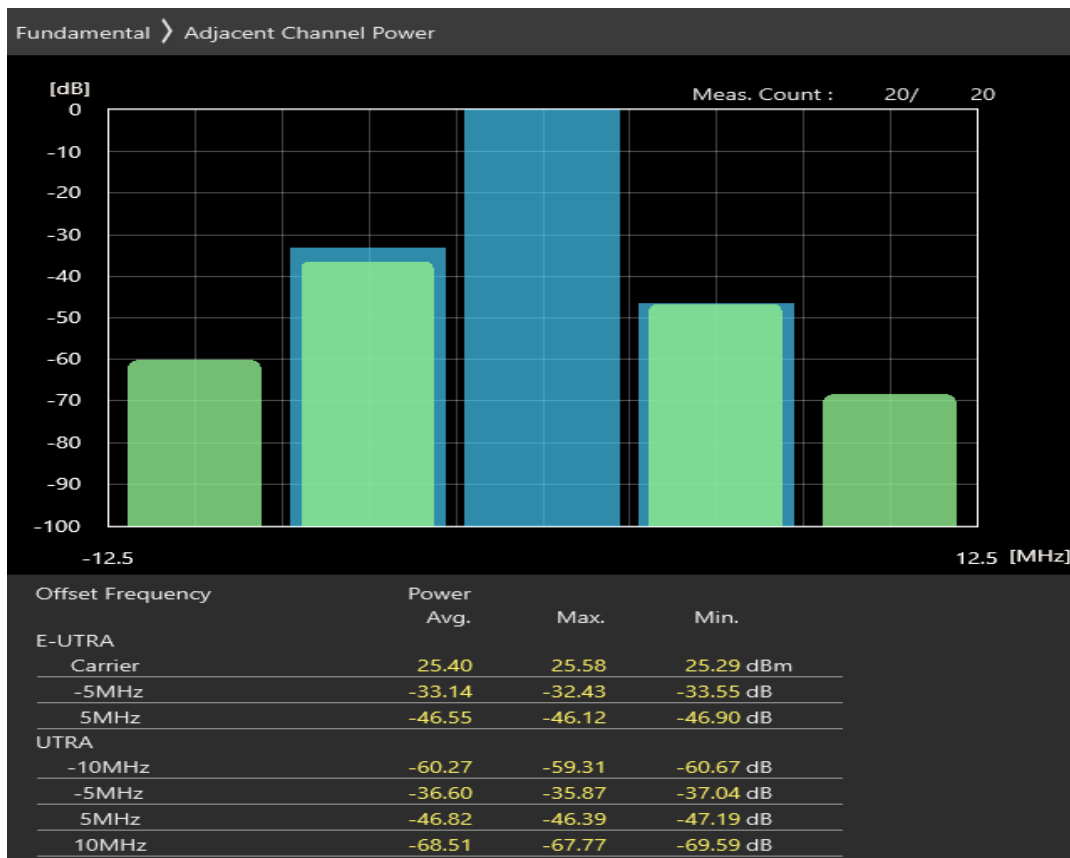 Fundamental 〉 Adjacent Channel Power
[dB]
Meas. Count : 20/ 20
0
-10
-20
-30
-40
-50
-60
-70
-80
-90
-100
-12.5 12.5 [MHz]
Offset Frequency Power
Avg. Max. Min.
E-UTRA
Carrier 25.40 25.58 25.29 dBm
-5MHz -33.14 -32.43 -33.55 dB
5MHz -46.55 -46.12 -46.90 dB
UTRA
-10MHz -60.27 -59.31 -60.67 dB
-5MHz -36.60 -35.87 -37.04 dB
5MHz -46.82 -46.39 -47.19 dB
10MHz -68.51 -67.77 -69.59 dB